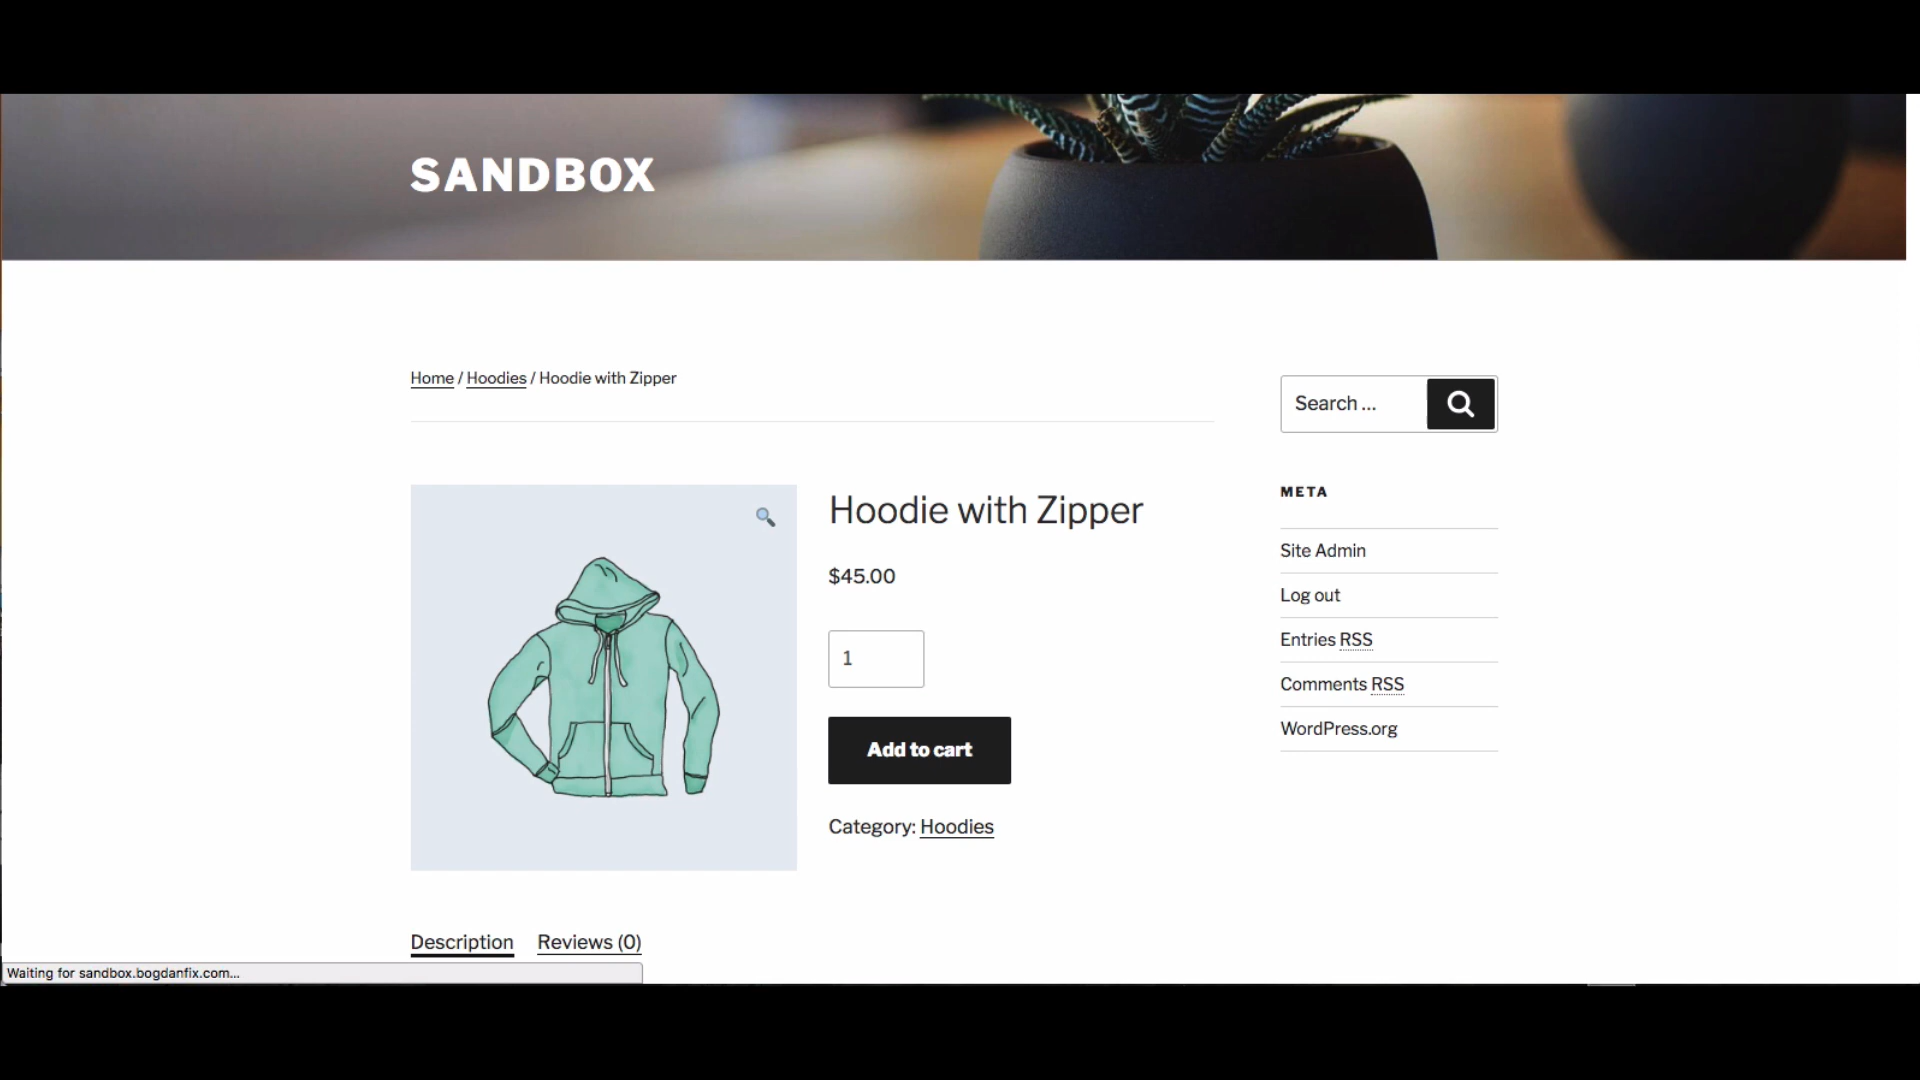 SANDBOX
Home / Hoodies / Hoodie with Zipper
Search ...
META
Site Admin
Log out
Entries RSS
Comments RSS
WordPress.org
Hoodie with Zipper
$45.00
1
Add to cart
Category: Hoodies
Description Reviews (0)
Waiting for sandbox.bogdanfix.com...